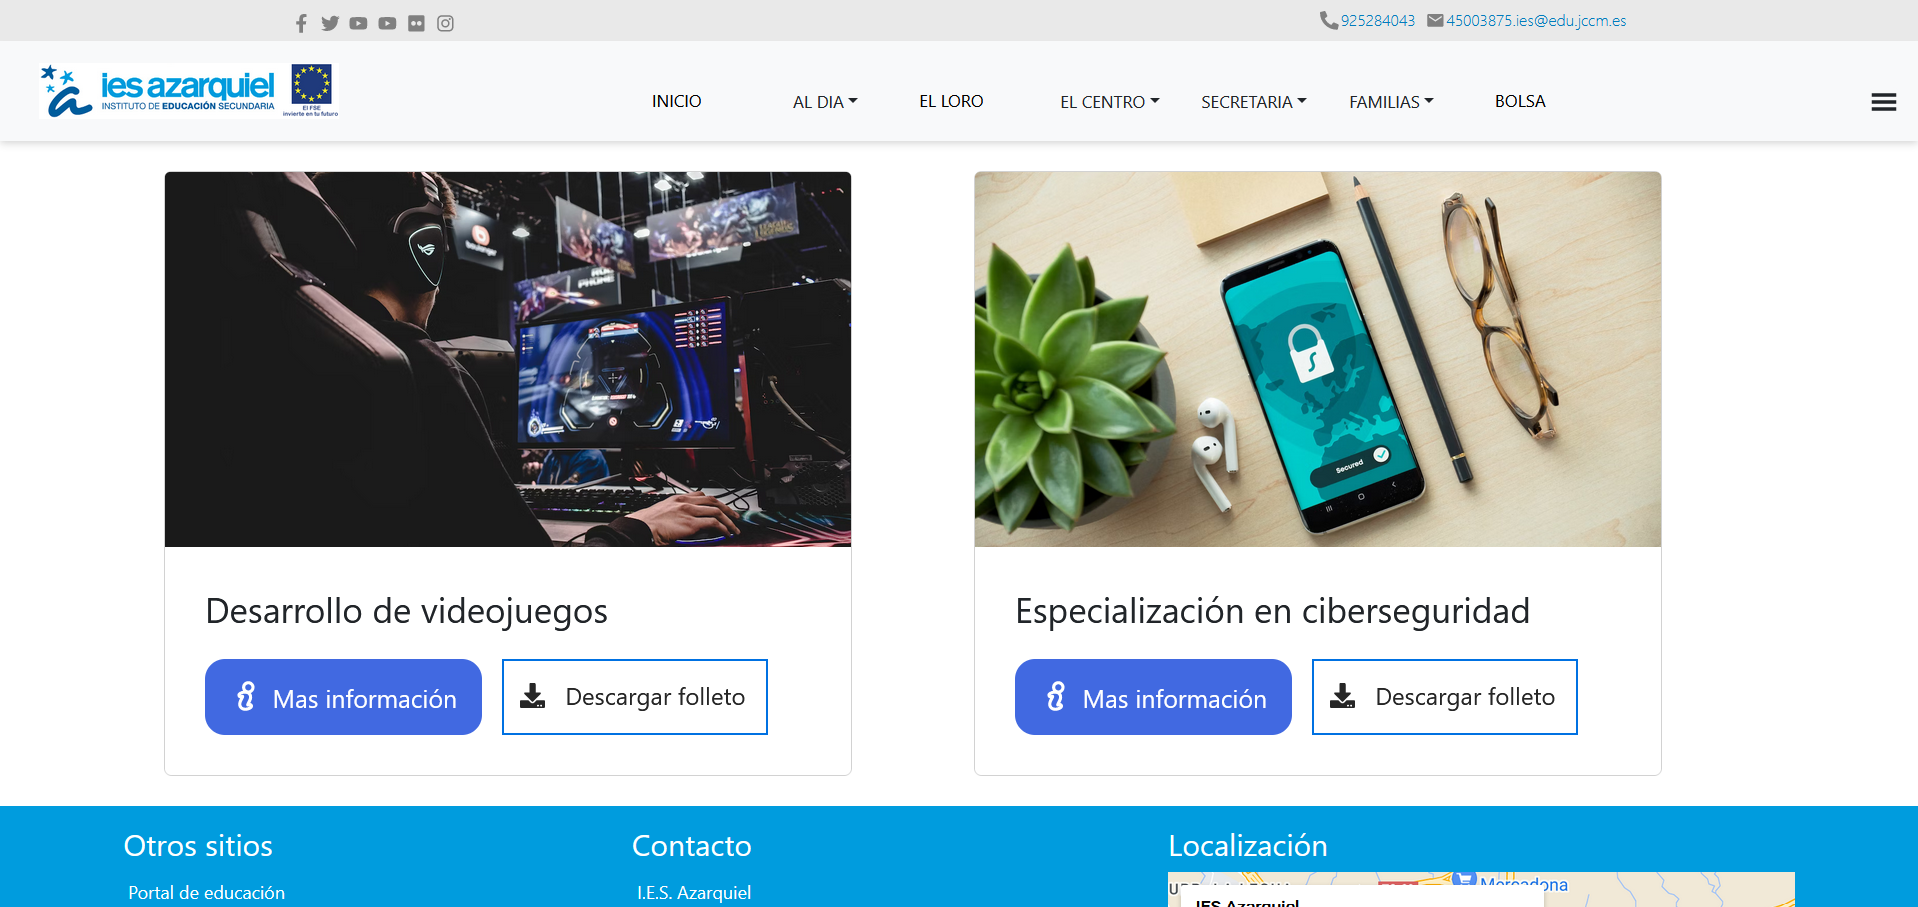 925284043 45003875.ies@edu.jccm.es
ies azarquiel
INSTITUTO DE EDUCACIÓN SECUNDARIA
El FSE
invierte en tu futuro
INICIO AL DIA EL LORO EL CENTRO SECRETARIA FAMILIAS BOLSA
Secured
Desarrollo de videojuegos
Mas información Descargar folleto
Especialización en ciberseguridad
Mas información Descargar folleto
Otros sitios
Portal de educación
Contacto
I.E.S. Azarquiel
Localización
Mercadona
IES Azarquiel